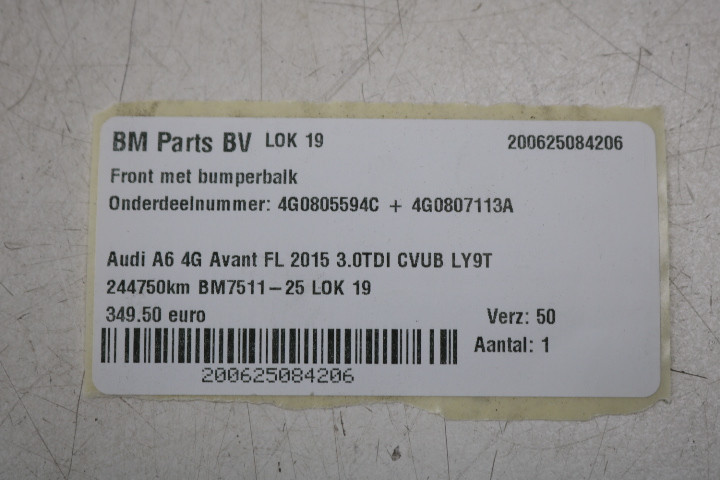 BM Parts BV LOK 19 200625084206
Front met bumperbalk
Onderdeelnummer: 4G0805594C + 4G0807113A
Audi A6 4G Avant FL 2015 3.0TDI CVUB LY9T
244750km BM7511-25 LOK 19
349.50 euro Verz: 50
Aantal: 1
200625084206